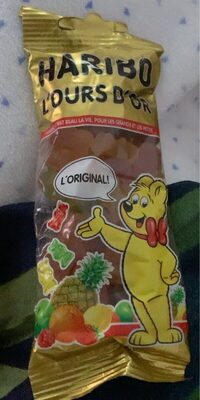 HARIBO
L'OURS D'OR
EST BEAU LA VIE, POUR LES GRANDS ET LES PETITS
L'ORIGINAL!